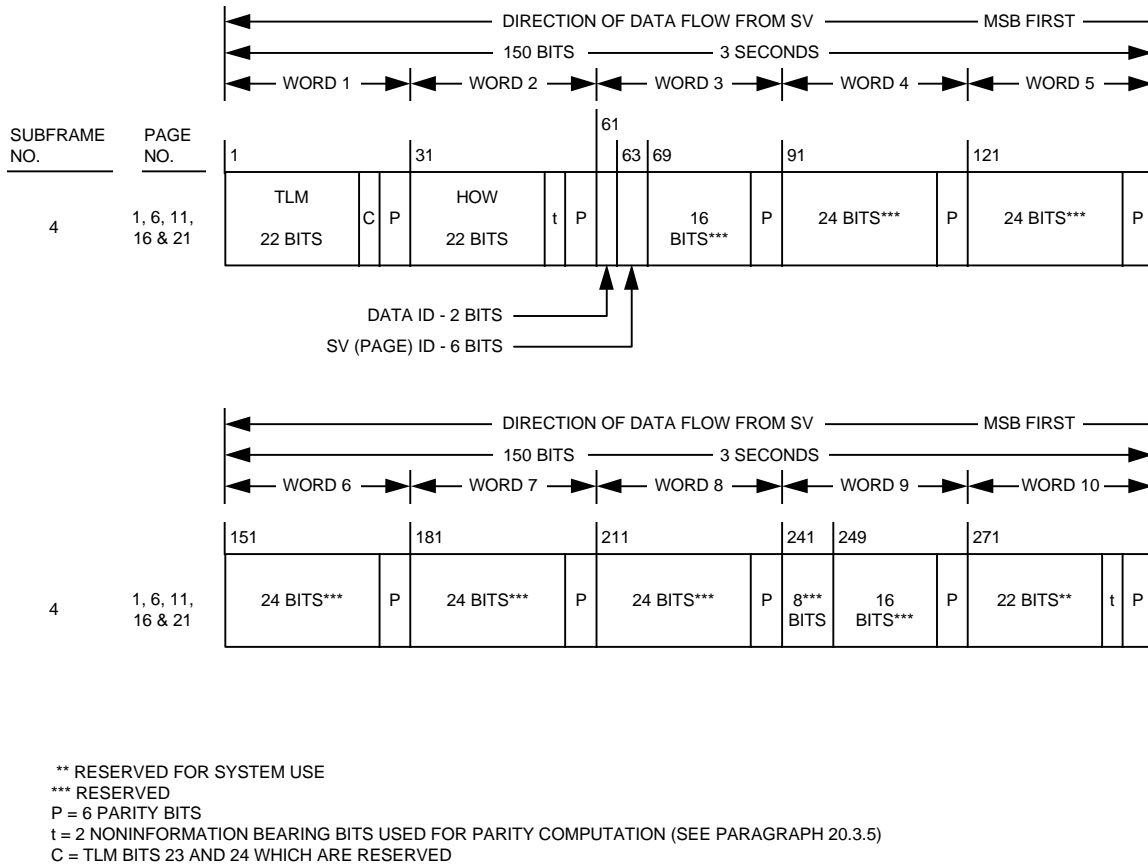 DIRECTION OF DATA FLOW FROM SV MSB FIRST
150 BITS 3 SECONDS
WORD 1 WORD 2 WORD 3 WORD 4 WORD 5
SUBFRAME NO. PAGE NO.
1 31 61 63 69 91 121
4
1, 6, 11, 16 & 21
TLM 22 BITS C P HOW 22 BITS t P 16 BITS*** P 24 BITS*** P 24 BITS*** P
DATA ID - 2 BITS
SV (PAGE) ID - 6 BITS
DIRECTION OF DATA FLOW FROM SV MSB FIRST
150 BITS 3 SECONDS
WORD 6 WORD 7 WORD 8 WORD 9 WORD 10
151 181 211 241 249 271
4
1, 6, 11, 16 & 21
24 BITS*** P 24 BITS*** P 24 BITS*** P 8*** BITS 16 BITS*** P 22 BITS** t P
** RESERVED FOR SYSTEM USE
*** RESERVED
P = 6 PARITY BITS
t = 2 NONINFORMATION BEARING BITS USED FOR PARITY COMPUTATION (SEE PARAGRAPH 20.3.5)
C = TLM BITS 23 AND 24 WHICH ARE RESERVED